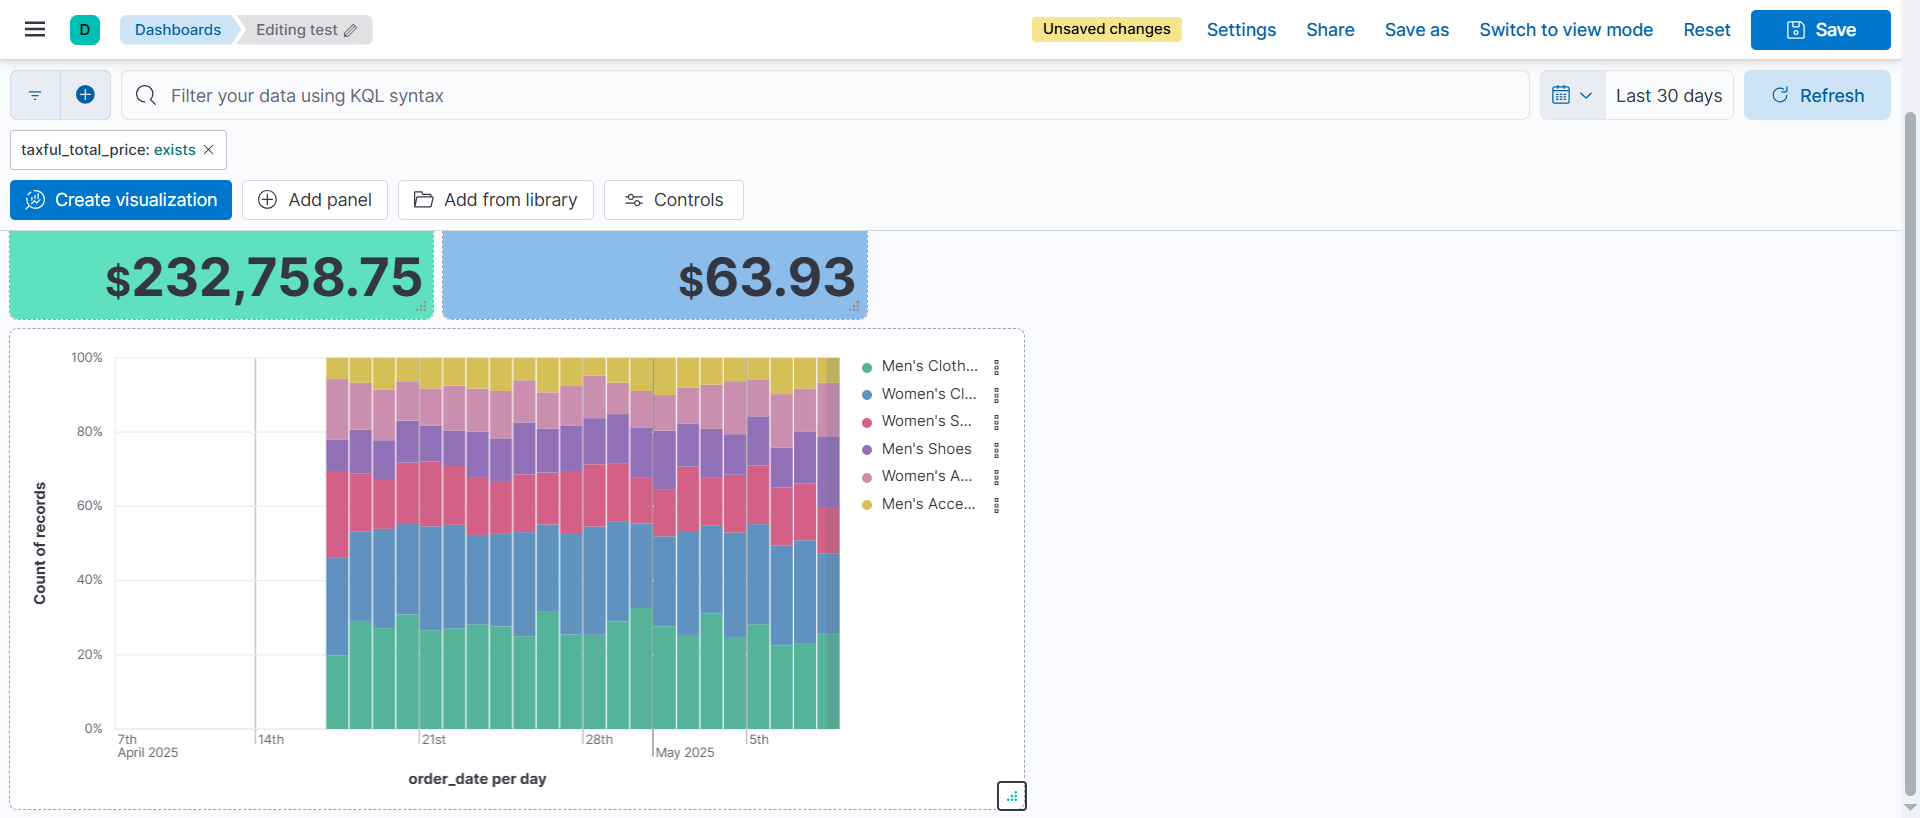 D
Dashboards
Editing test
Unsaved changes
Settings
Share
Save as
Switch to view mode
Reset
Save
Filter your data using KQL syntax
Last 30 days
Refresh
taxful_total_price: exists
Create visualization
Add panel
Add from library
Controls
$232,758.75
$63.93
100%
80%
60%
40%
20%
0%
Count of records
7th
April 2025
14th
21st
28th
May 2025
5th
order_date per day
Men's Cloth...
Women's Cl...
Women's S...
Men's Shoes
Women's A...
Men's Acce...